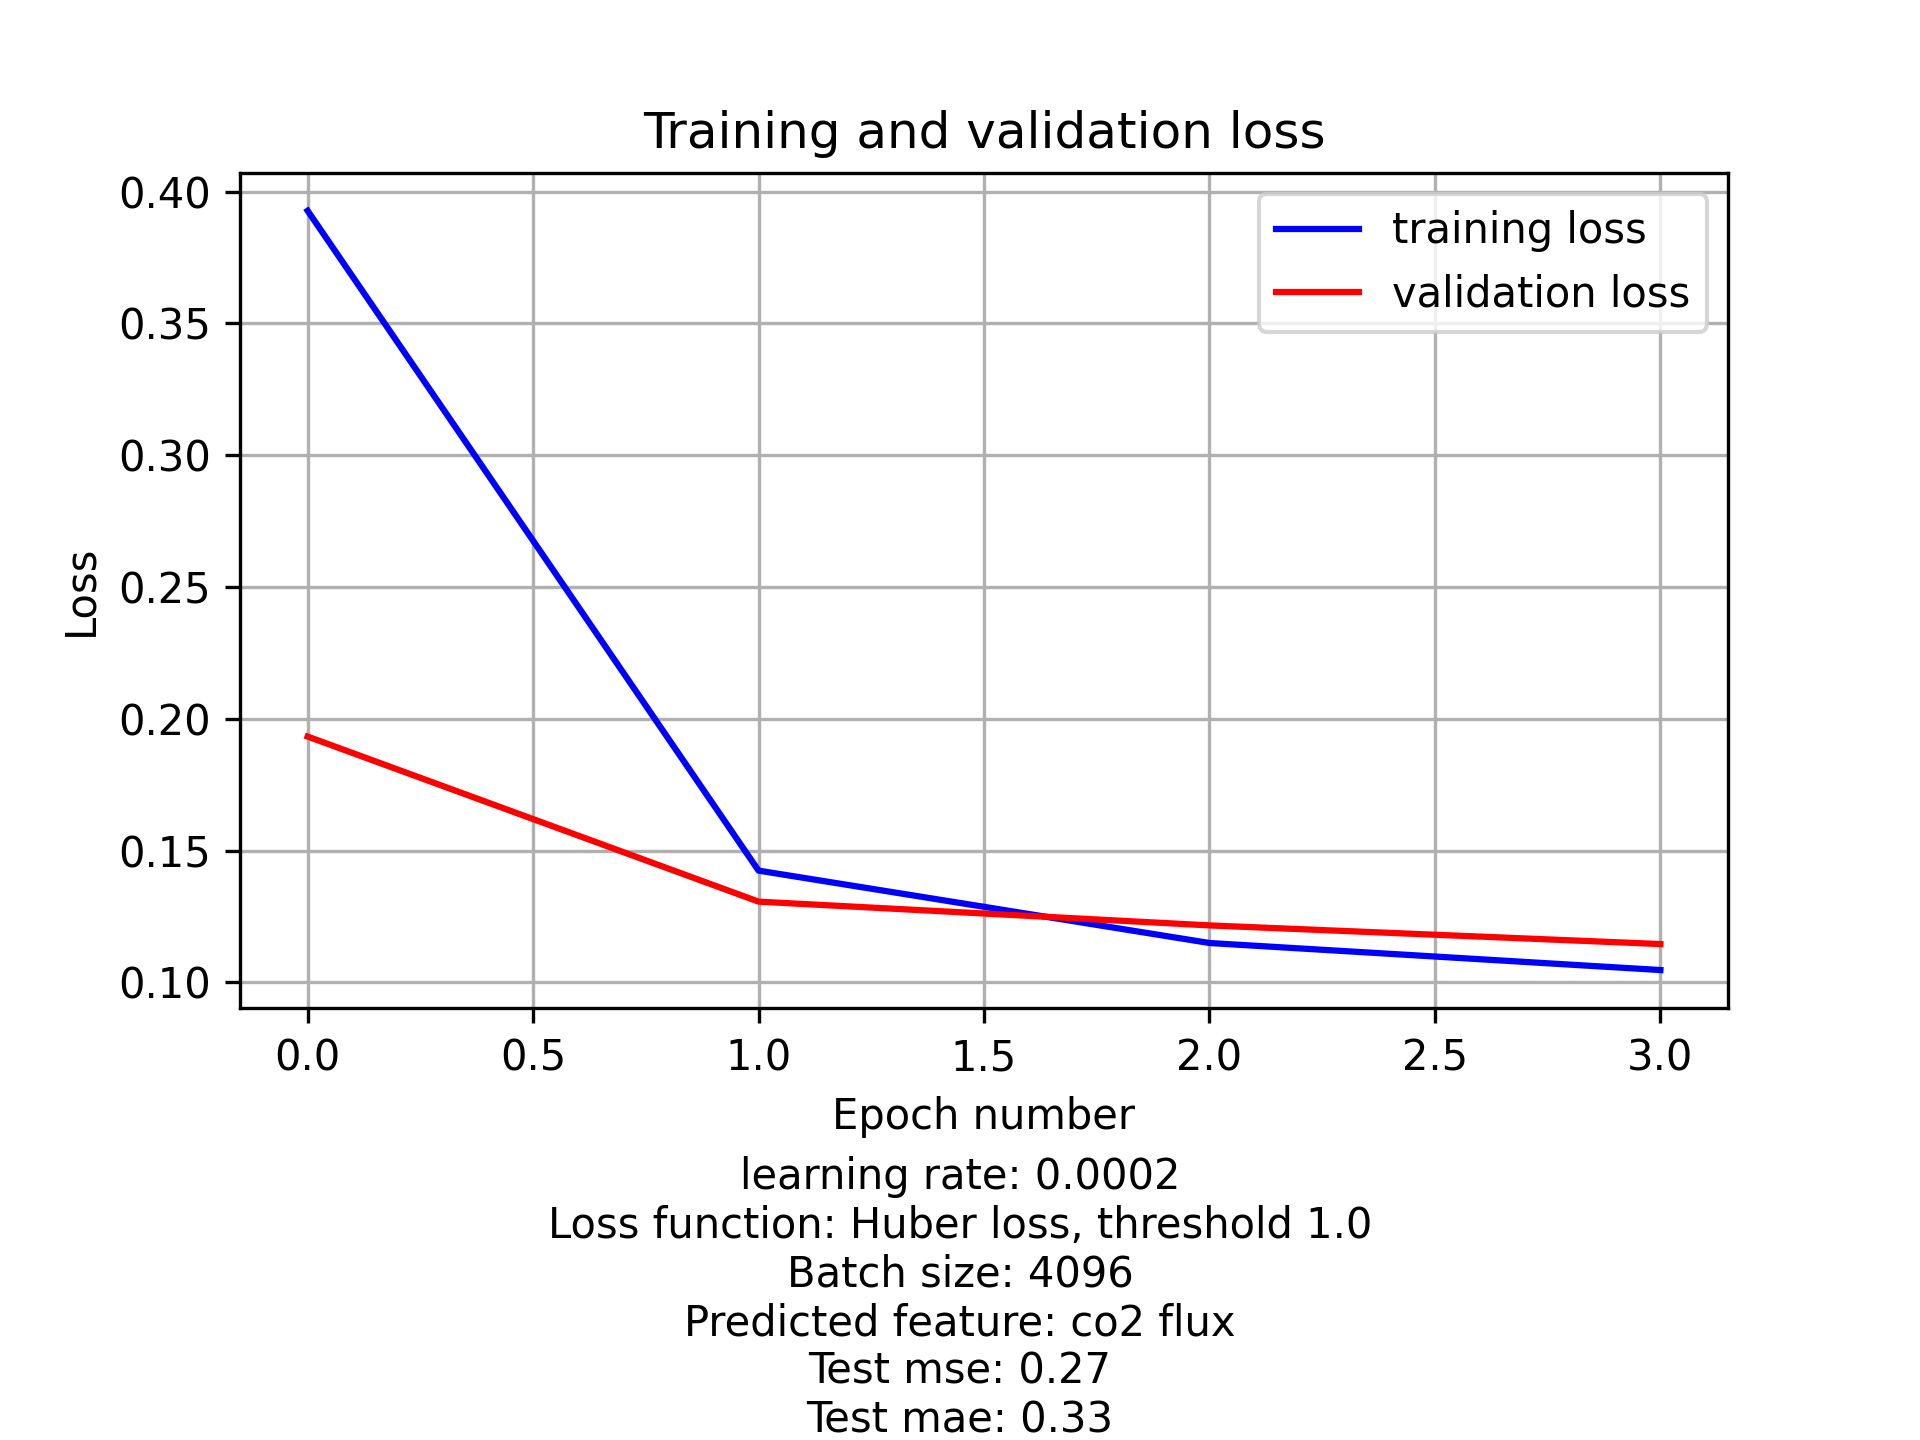 Training and validation loss
training loss
validation loss
0.40
0.35
0.30
0.25
0.20
0.15
0.10
Loss
0.0 0.5 1.0 1.5 2.0 2.5 3.0
Epoch number
learning rate: 0.0002
Loss function: Huber loss, threshold 1.0
Batch size: 4096
Predicted feature: co2 flux
Test mse: 0.27
Test mae: 0.33